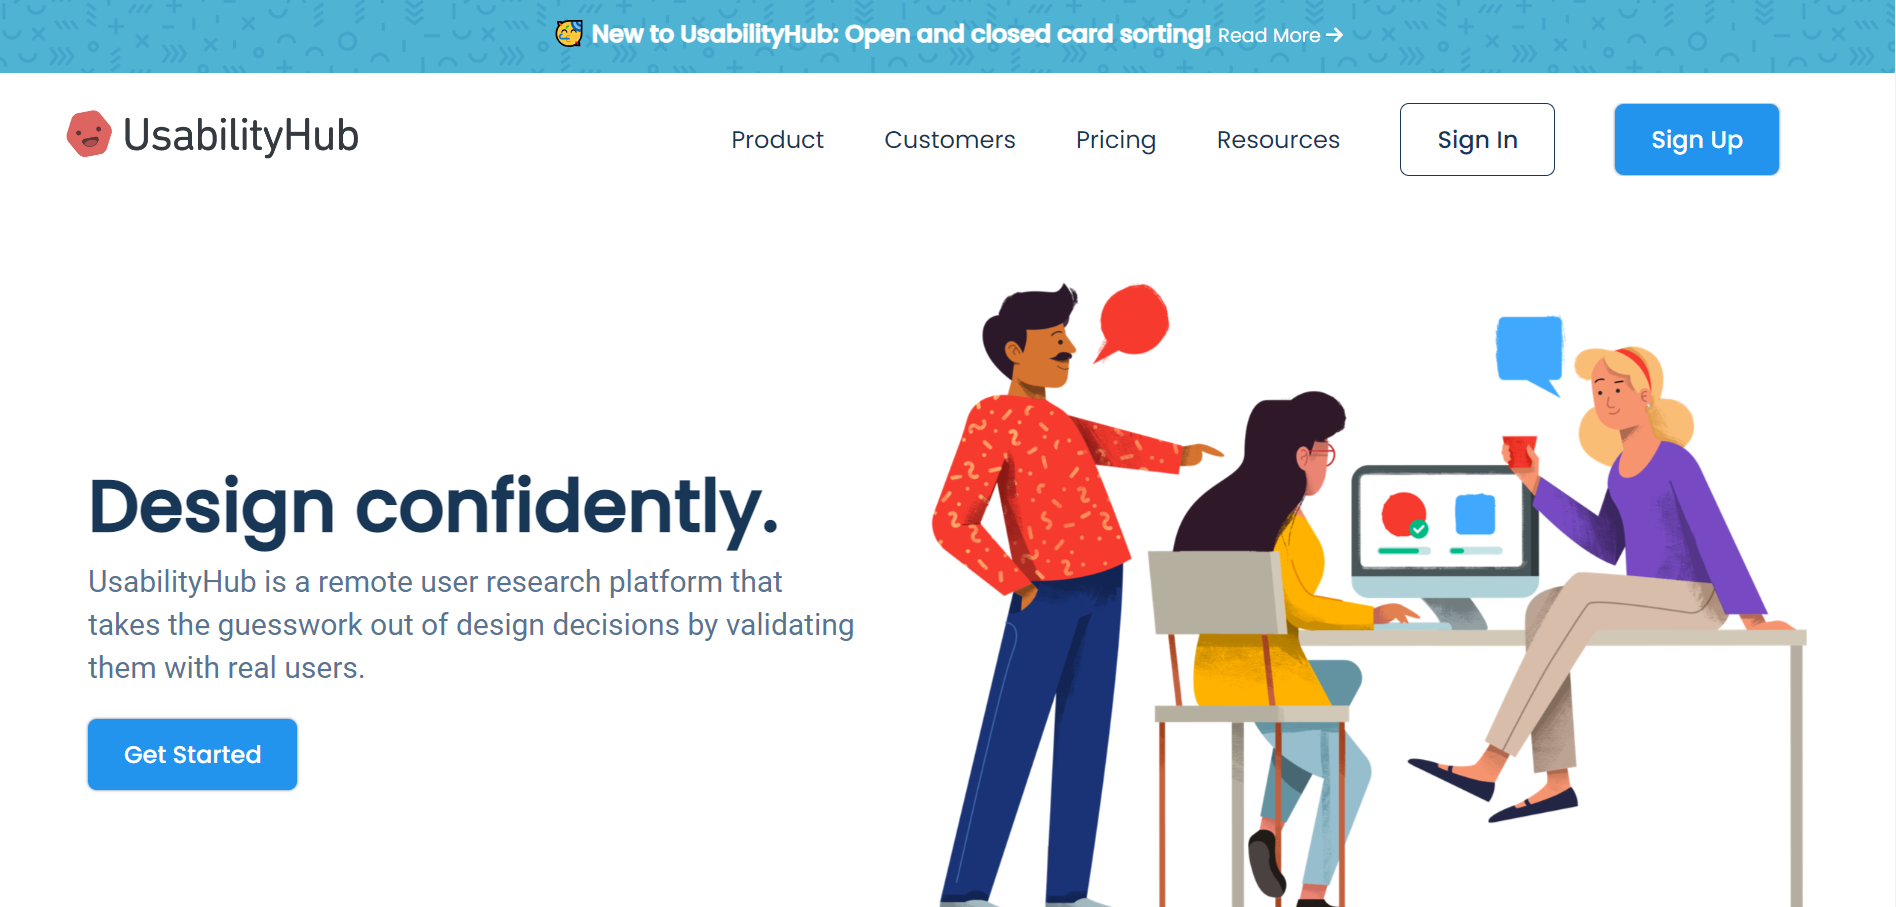 New to UsabilityHub: Open and closed card sorting! Read More →
UsabilityHub
Product
Customers
Pricing
Resources
Sign In
Sign Up
Design confidently.
UsabilityHub is a remote user research platform that
takes the guesswork out of design decisions by validating
them with real users.
Get Started